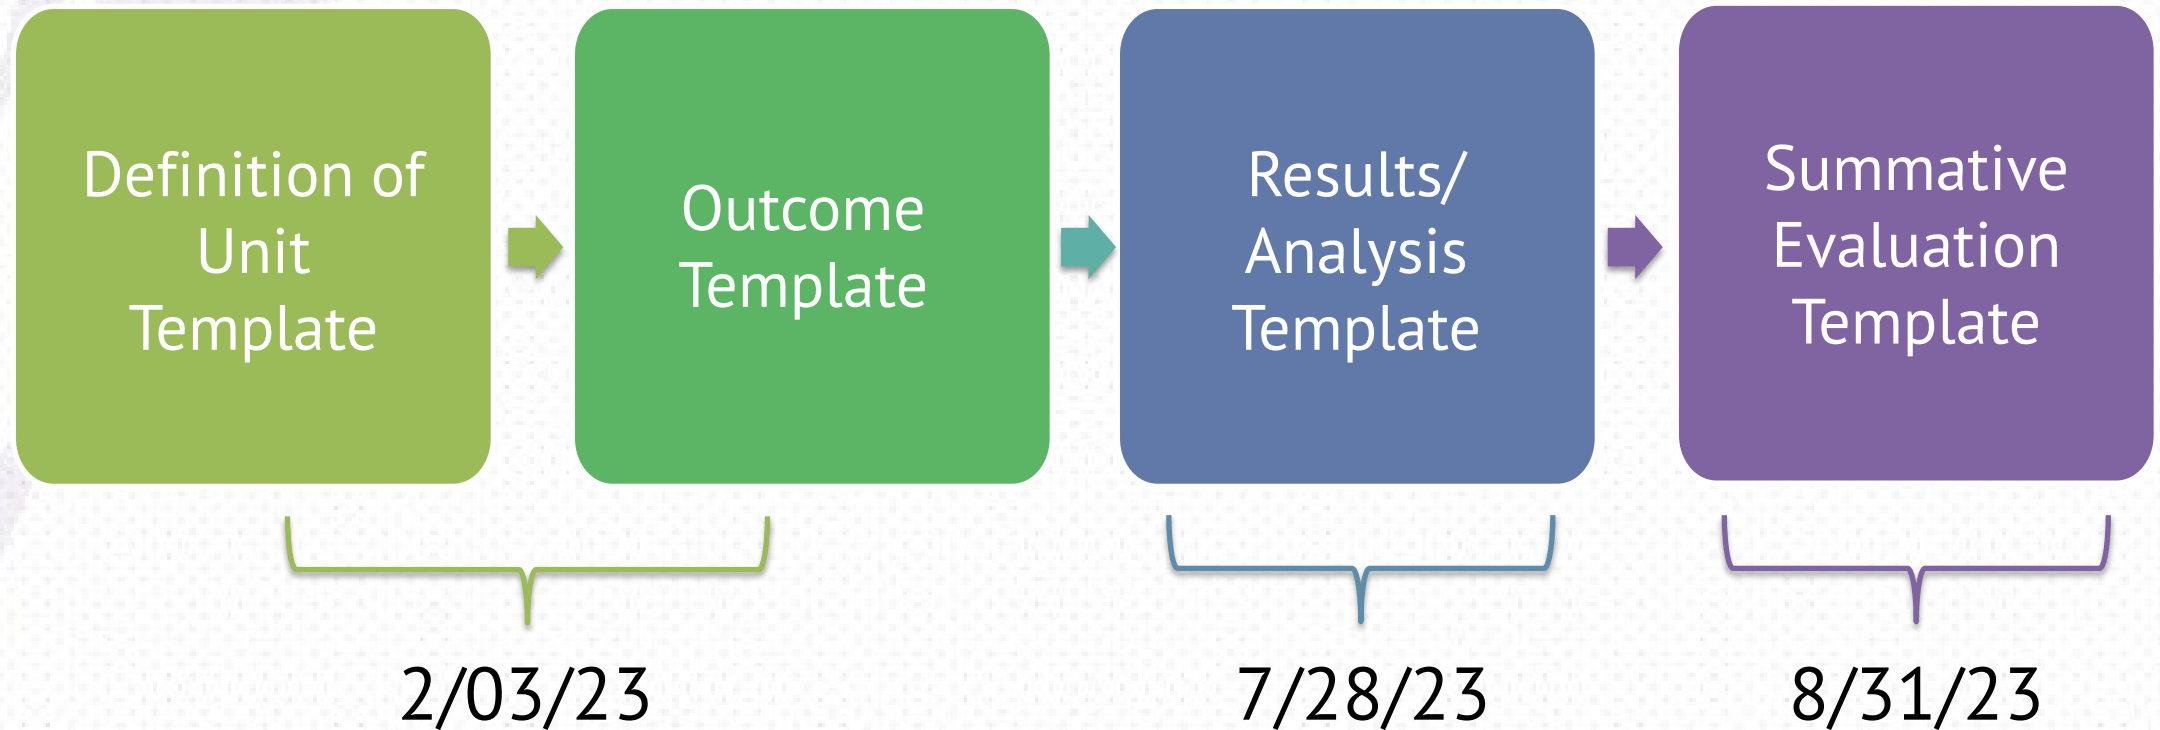 Definition of
Unit
Template
Outcome
Template
Results/
Analysis
Template
Summative
Evaluation
Template
2/03/23
7/28/23
8/31/23